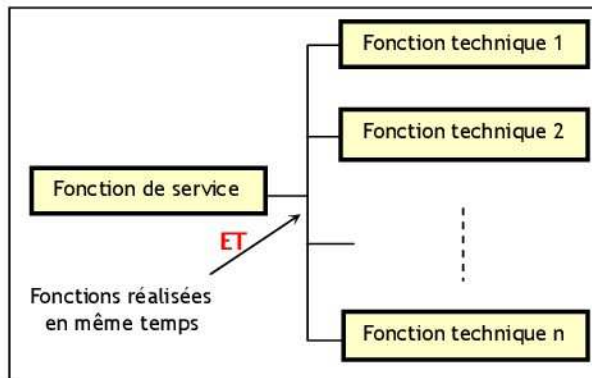 Fonction technique 1
Fonction technique 2
Fonction de service
ET
Fonctions réalisées
en même temps
Fonction technique n